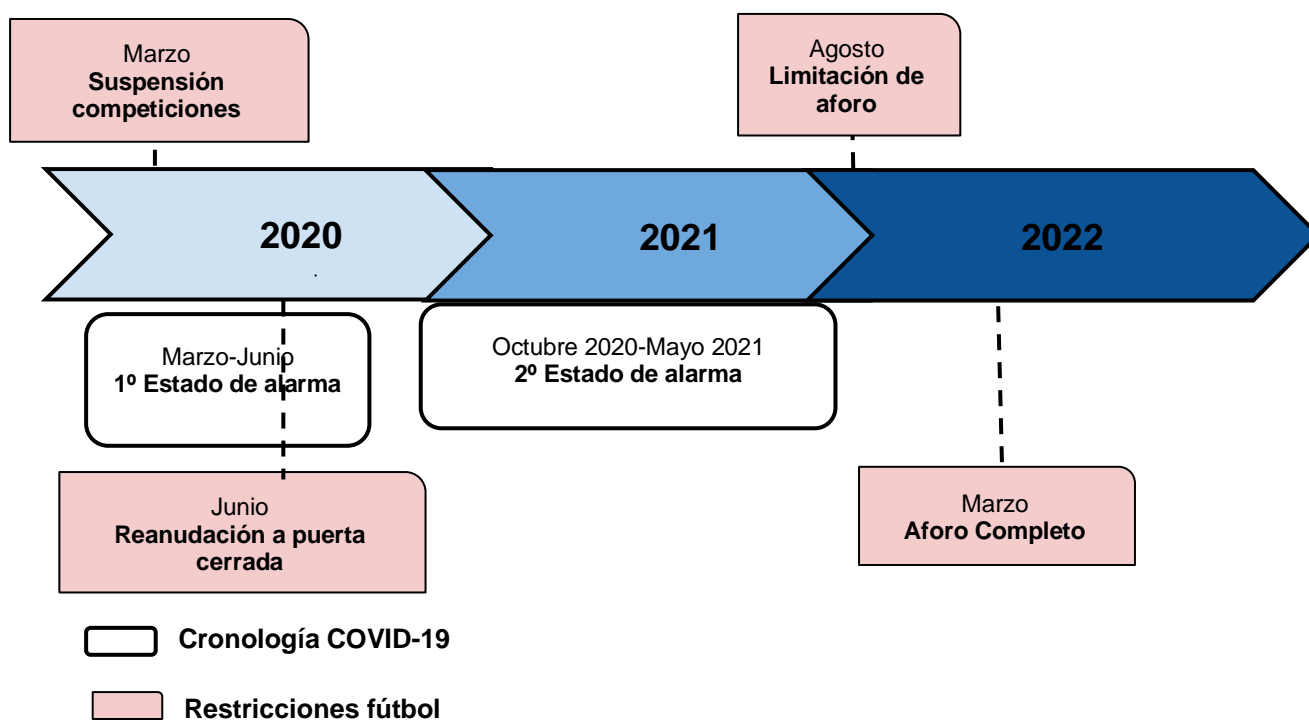 Marzo
Suspensión
competiciones
Agosto
Limitación de
aforo
2020
2021
2022
.
Marzo-Junio
1º Estado de alarma
Octubre 2020-Mayo 2021
2º Estado de alarma
Junio
Reanudación a puerta
cerrada
Marzo
Aforo Completo
Cronología COVID-19
Restricciones fútbol